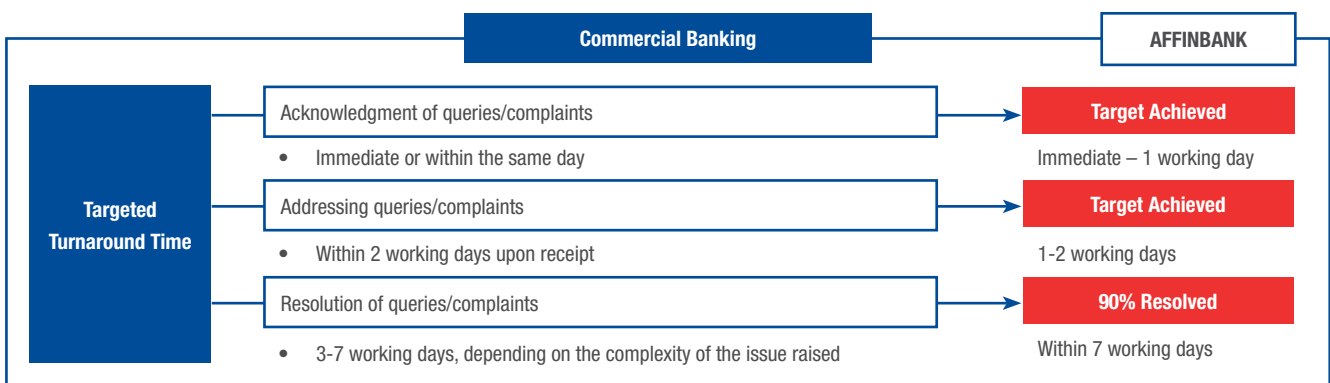 Commercial Banking
AFFINBANK
Targeted
Turnaround Time
Acknowledgment of queries/complaints
• Immediate or within the same day
Target Achieved
Immediate – 1 working day
Addressing queries/complaints
• Within 2 working days upon receipt
Target Achieved
1-2 working days
Resolution of queries/complaints
• 3-7 working days, depending on the complexity of the issue raised
90% Resolved
Within 7 working days